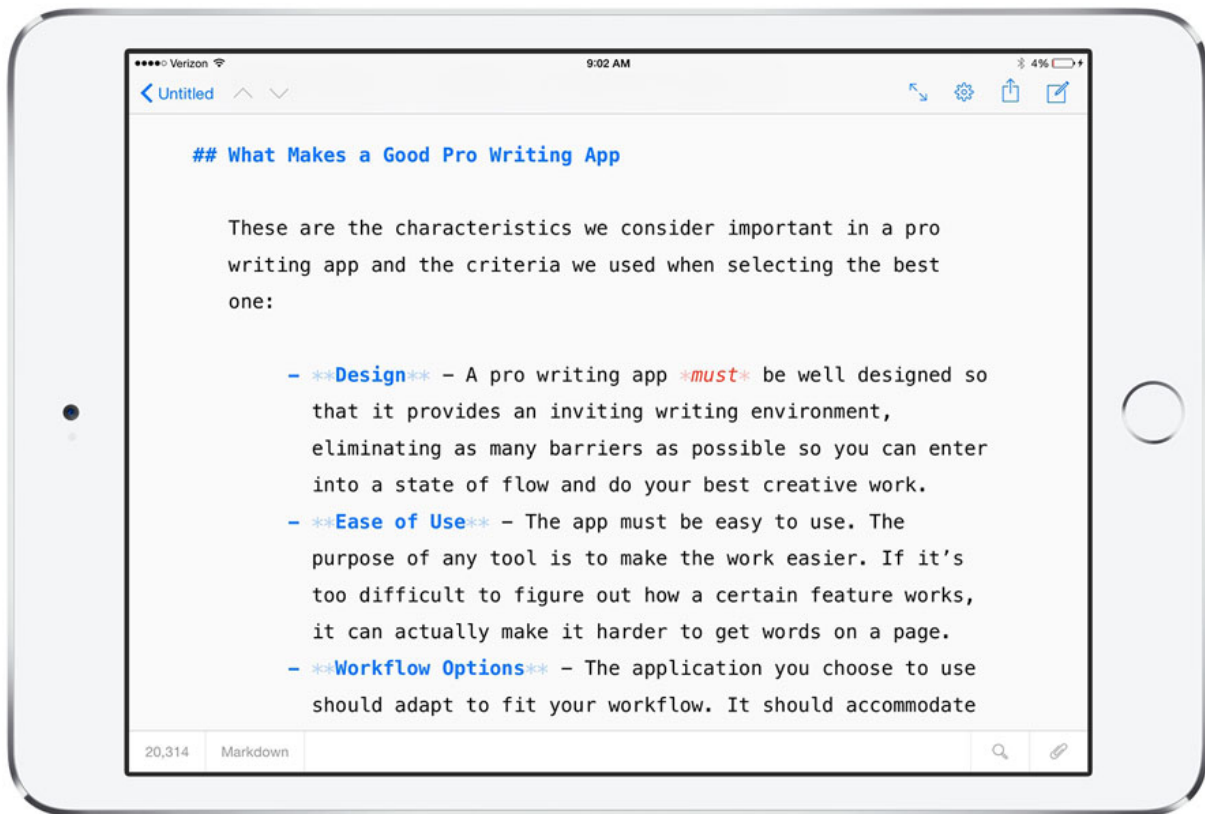 Verizon 9:02 AM 4%
Untitled
## What Makes a Good Pro Writing App
These are the characteristics we consider important in a pro
writing app and the criteria we used when selecting the best
one:
- **Design** – A pro writing app *must* be well designed so
that it provides an inviting writing environment,
eliminating as many barriers as possible so you can enter
into a state of flow and do your best creative work.
- **Ease of Use** – The app must be easy to use. The
purpose of any tool is to make the work easier. If it’s
too difficult to figure out how a certain feature works,
it can actually make it harder to get words on a page.
- **Workflow Options** – The application you choose to use
should adapt to fit your workflow. It should accommodate
20,314 Markdown